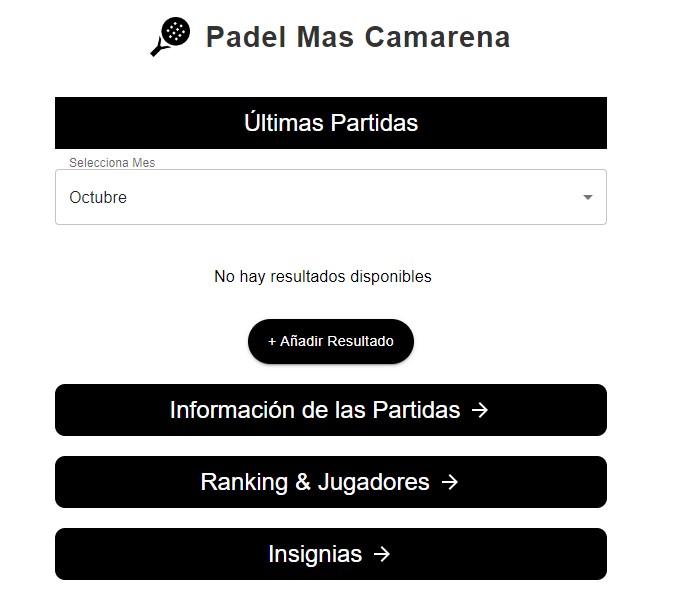 Padel Mas Camarena
Últimas Partidas
Selecciona Mes
Octubre
No hay resultados disponibles
+ Añadir Resultado
Información de las Partidas →
Ranking & Jugadores →
Insignias →